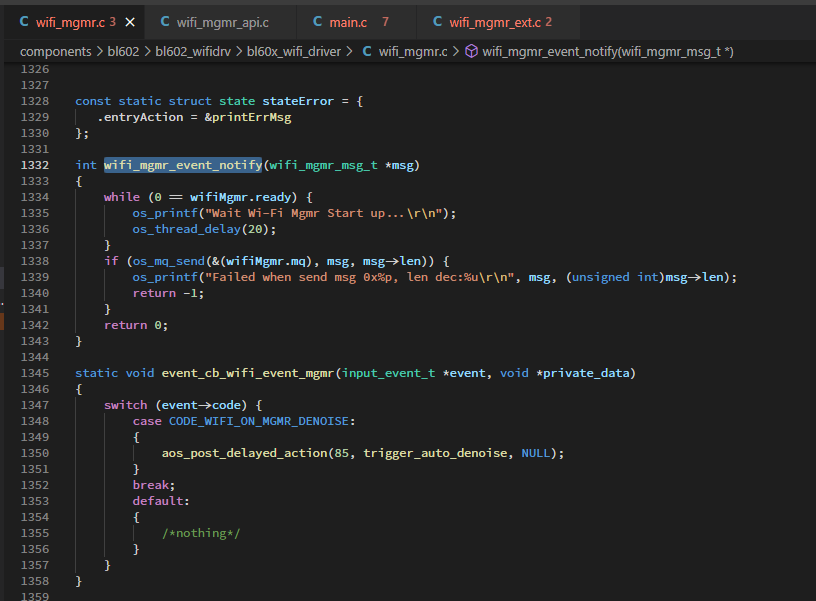 C wifi_mgmr.c 3 × C wifi_mgmr_api.c C main.c 7 C wifi_mgmr_ext.c 2
components > bl602 > bl602_wifidrv > bl60x_wifi_driver > C wifi_mgmr.c > wifi_mgmr_event_notify(wifi_mgmr_msg_t *)
1326
1327
1328 const static struct state stateError = {
1329 .entryAction = &printErrMsg
1330 };
1331
1332 int wifi_mgmr_event_notify(wifi_mgmr_msg_t *msg)
1333 {
1334 while (0 == wifiMgmr.ready) {
1335 os_printf("Wait Wi-Fi Mgmr Start up...\r\n");
1336 os_thread_delay(20);
1337 }
1338 if (os_mq_send(&(wifiMgmr.mq), msg, msg->len)) {
1339 os_printf("Failed when send msg 0x%p, len dec:%u\r\n", msg, (unsigned int)msg->len);
1340 return -1;
1341 }
1342 return 0;
1343 }
1344
1345 static void event_cb_wifi_event_mgmr(input_event_t *event, void *private_data)
1346 {
1347 switch (event->code) {
1348 case CODE_WIFI_ON_MGMR_DENOISE:
1349 {
1350 aos_post_delayed_action(85, trigger_auto_denoise, NULL);
1351 }
1352 break;
1353 default:
1354 {
1355 /*nothing*/
1356 }
1357 }
1358 }
1359